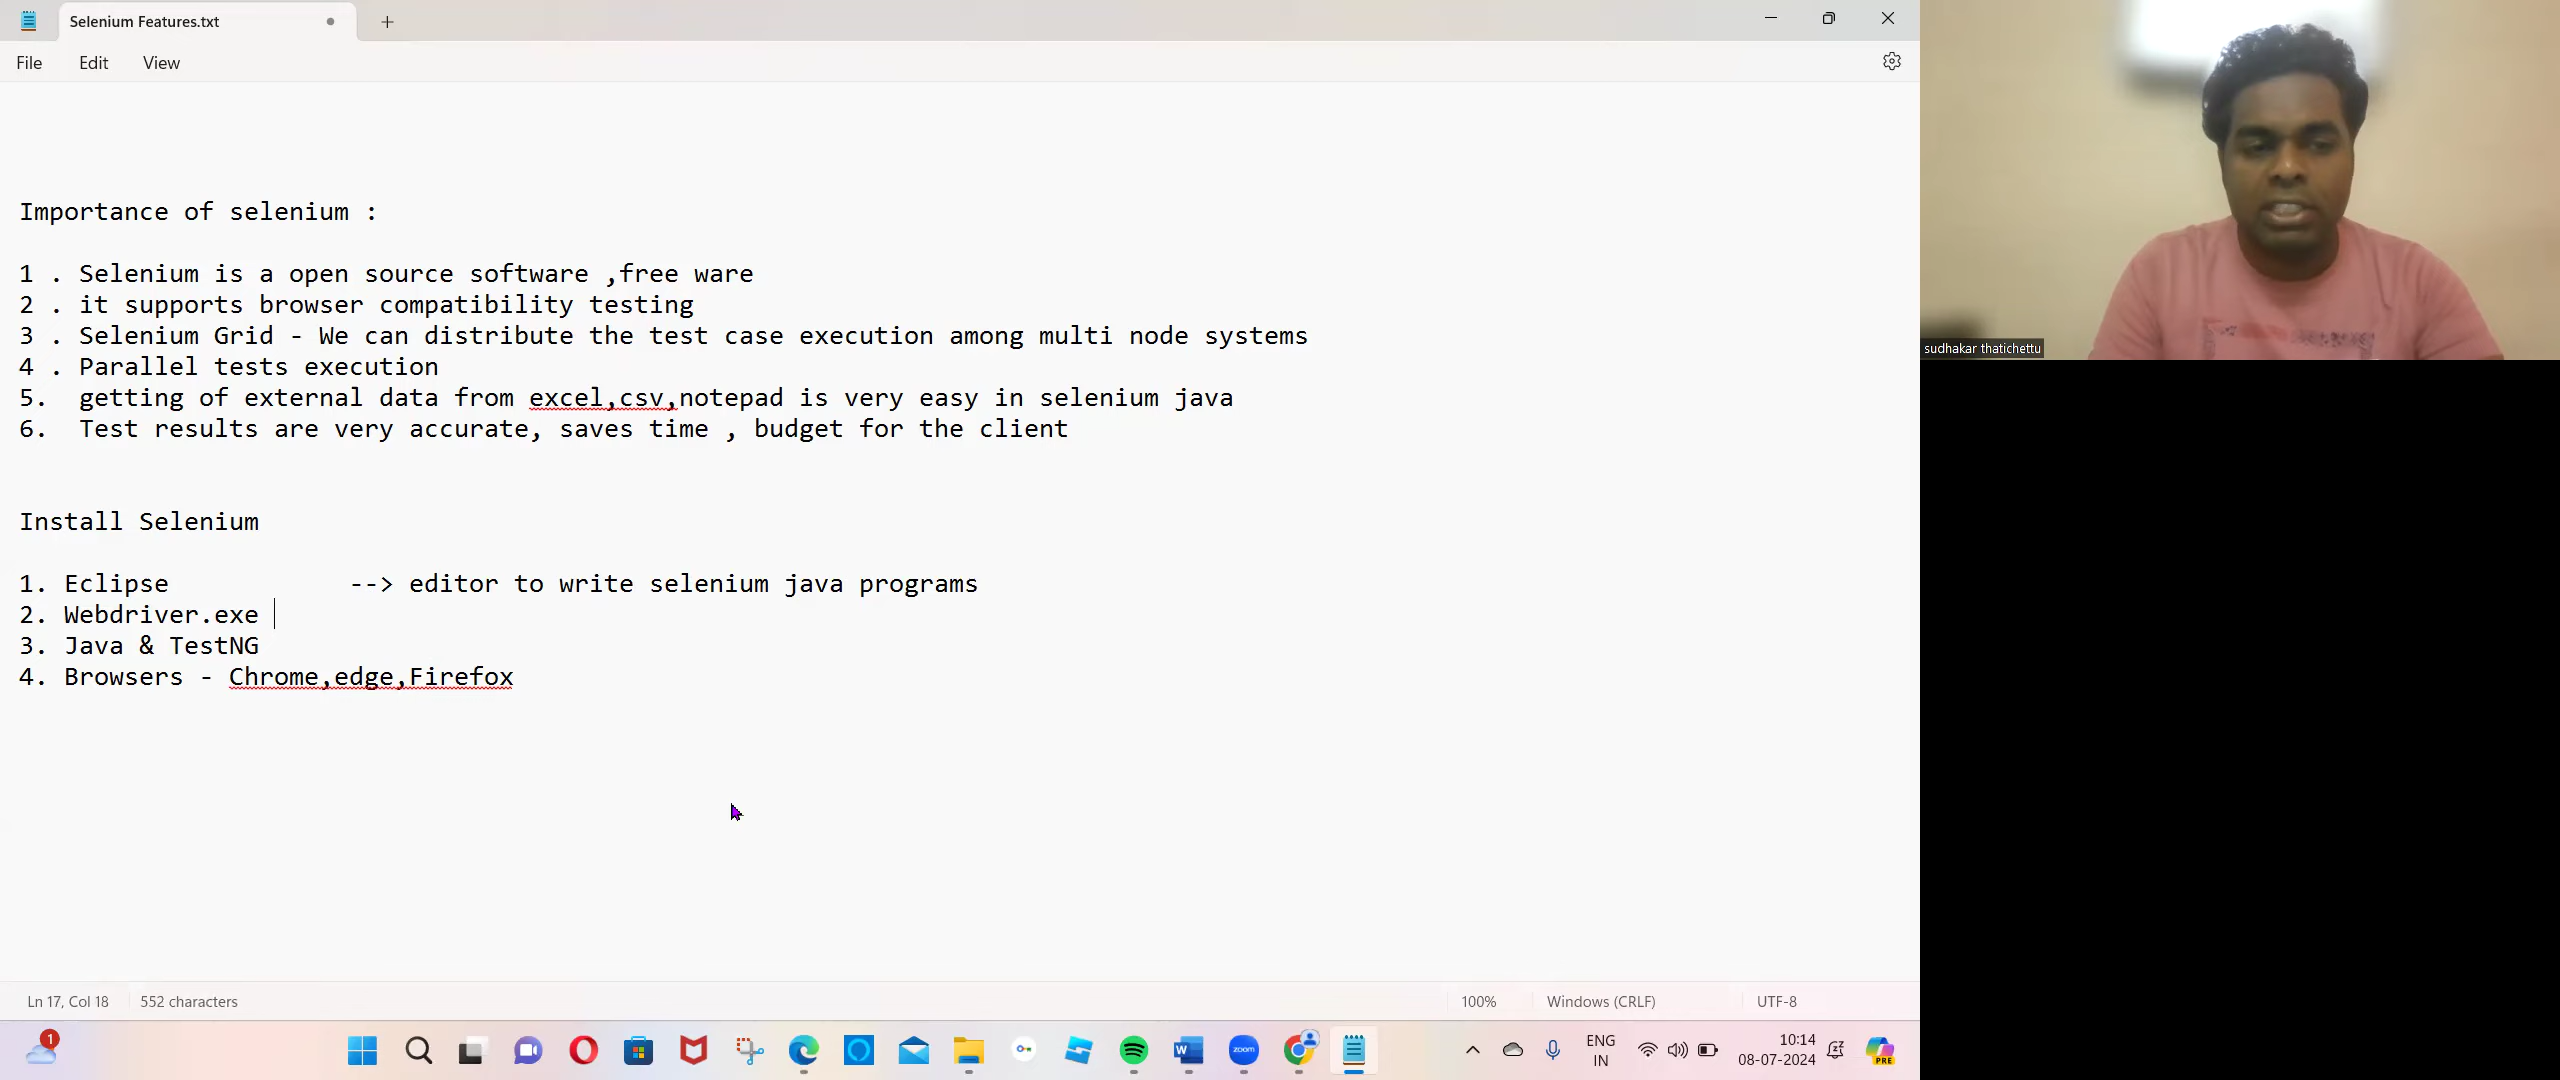 Selenium Features.txt
File Edit View
Importance of selenium :
1 . Selenium is a open source software ,free ware
2 . it supports browser compatibility testing
3 . Selenium Grid - We can distribute the test case execution among multi node systems
4 . Parallel tests execution
5. getting of external data from excel,csv,notepad is very easy in selenium java
6. Test results are very accurate, saves time , budget for the client
Install Selenium
1. Eclipse --> editor to write selenium java programs
2. Webdriver.exe
3. Java & TestNG
4. Browsers - Chrome,edge,Firefox
sudhakar thatichettu
Ln 17, Col 18 552 characters 100% Windows (CRLF) UTF-8
1 zoom ENG 10:14
IN 08-07-2024 PRE